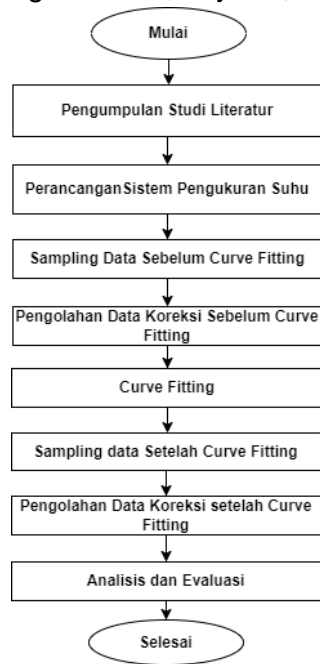 Mulai
Pengumpulan Studi Literatur
PerancanganSistem Pengukuran Suhu
Sampling Data Sebelum Curve Fitting
Pengolahan Data Koreksi Sebelum Curve
Fitting
Curve Fitting
Sampling data Setelah Curve Fitting
Pengolahan Data Koreksi setelah Curve
Fitting
Analisis dan Evaluasi
Selesai